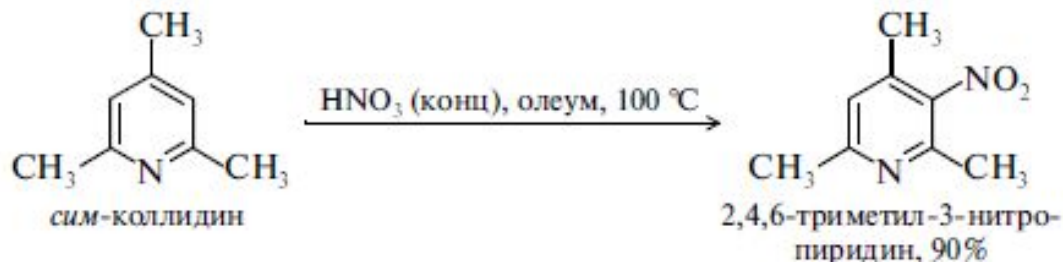 CH₃
CH₃
N
CH₃
сим-коллидин
HNO₃ (конц), олеум, 100 °C
CH₃
NO₂
CH₃
N
CH₃
2,4,6-триметил-3-нитро-
пиридин, 90%